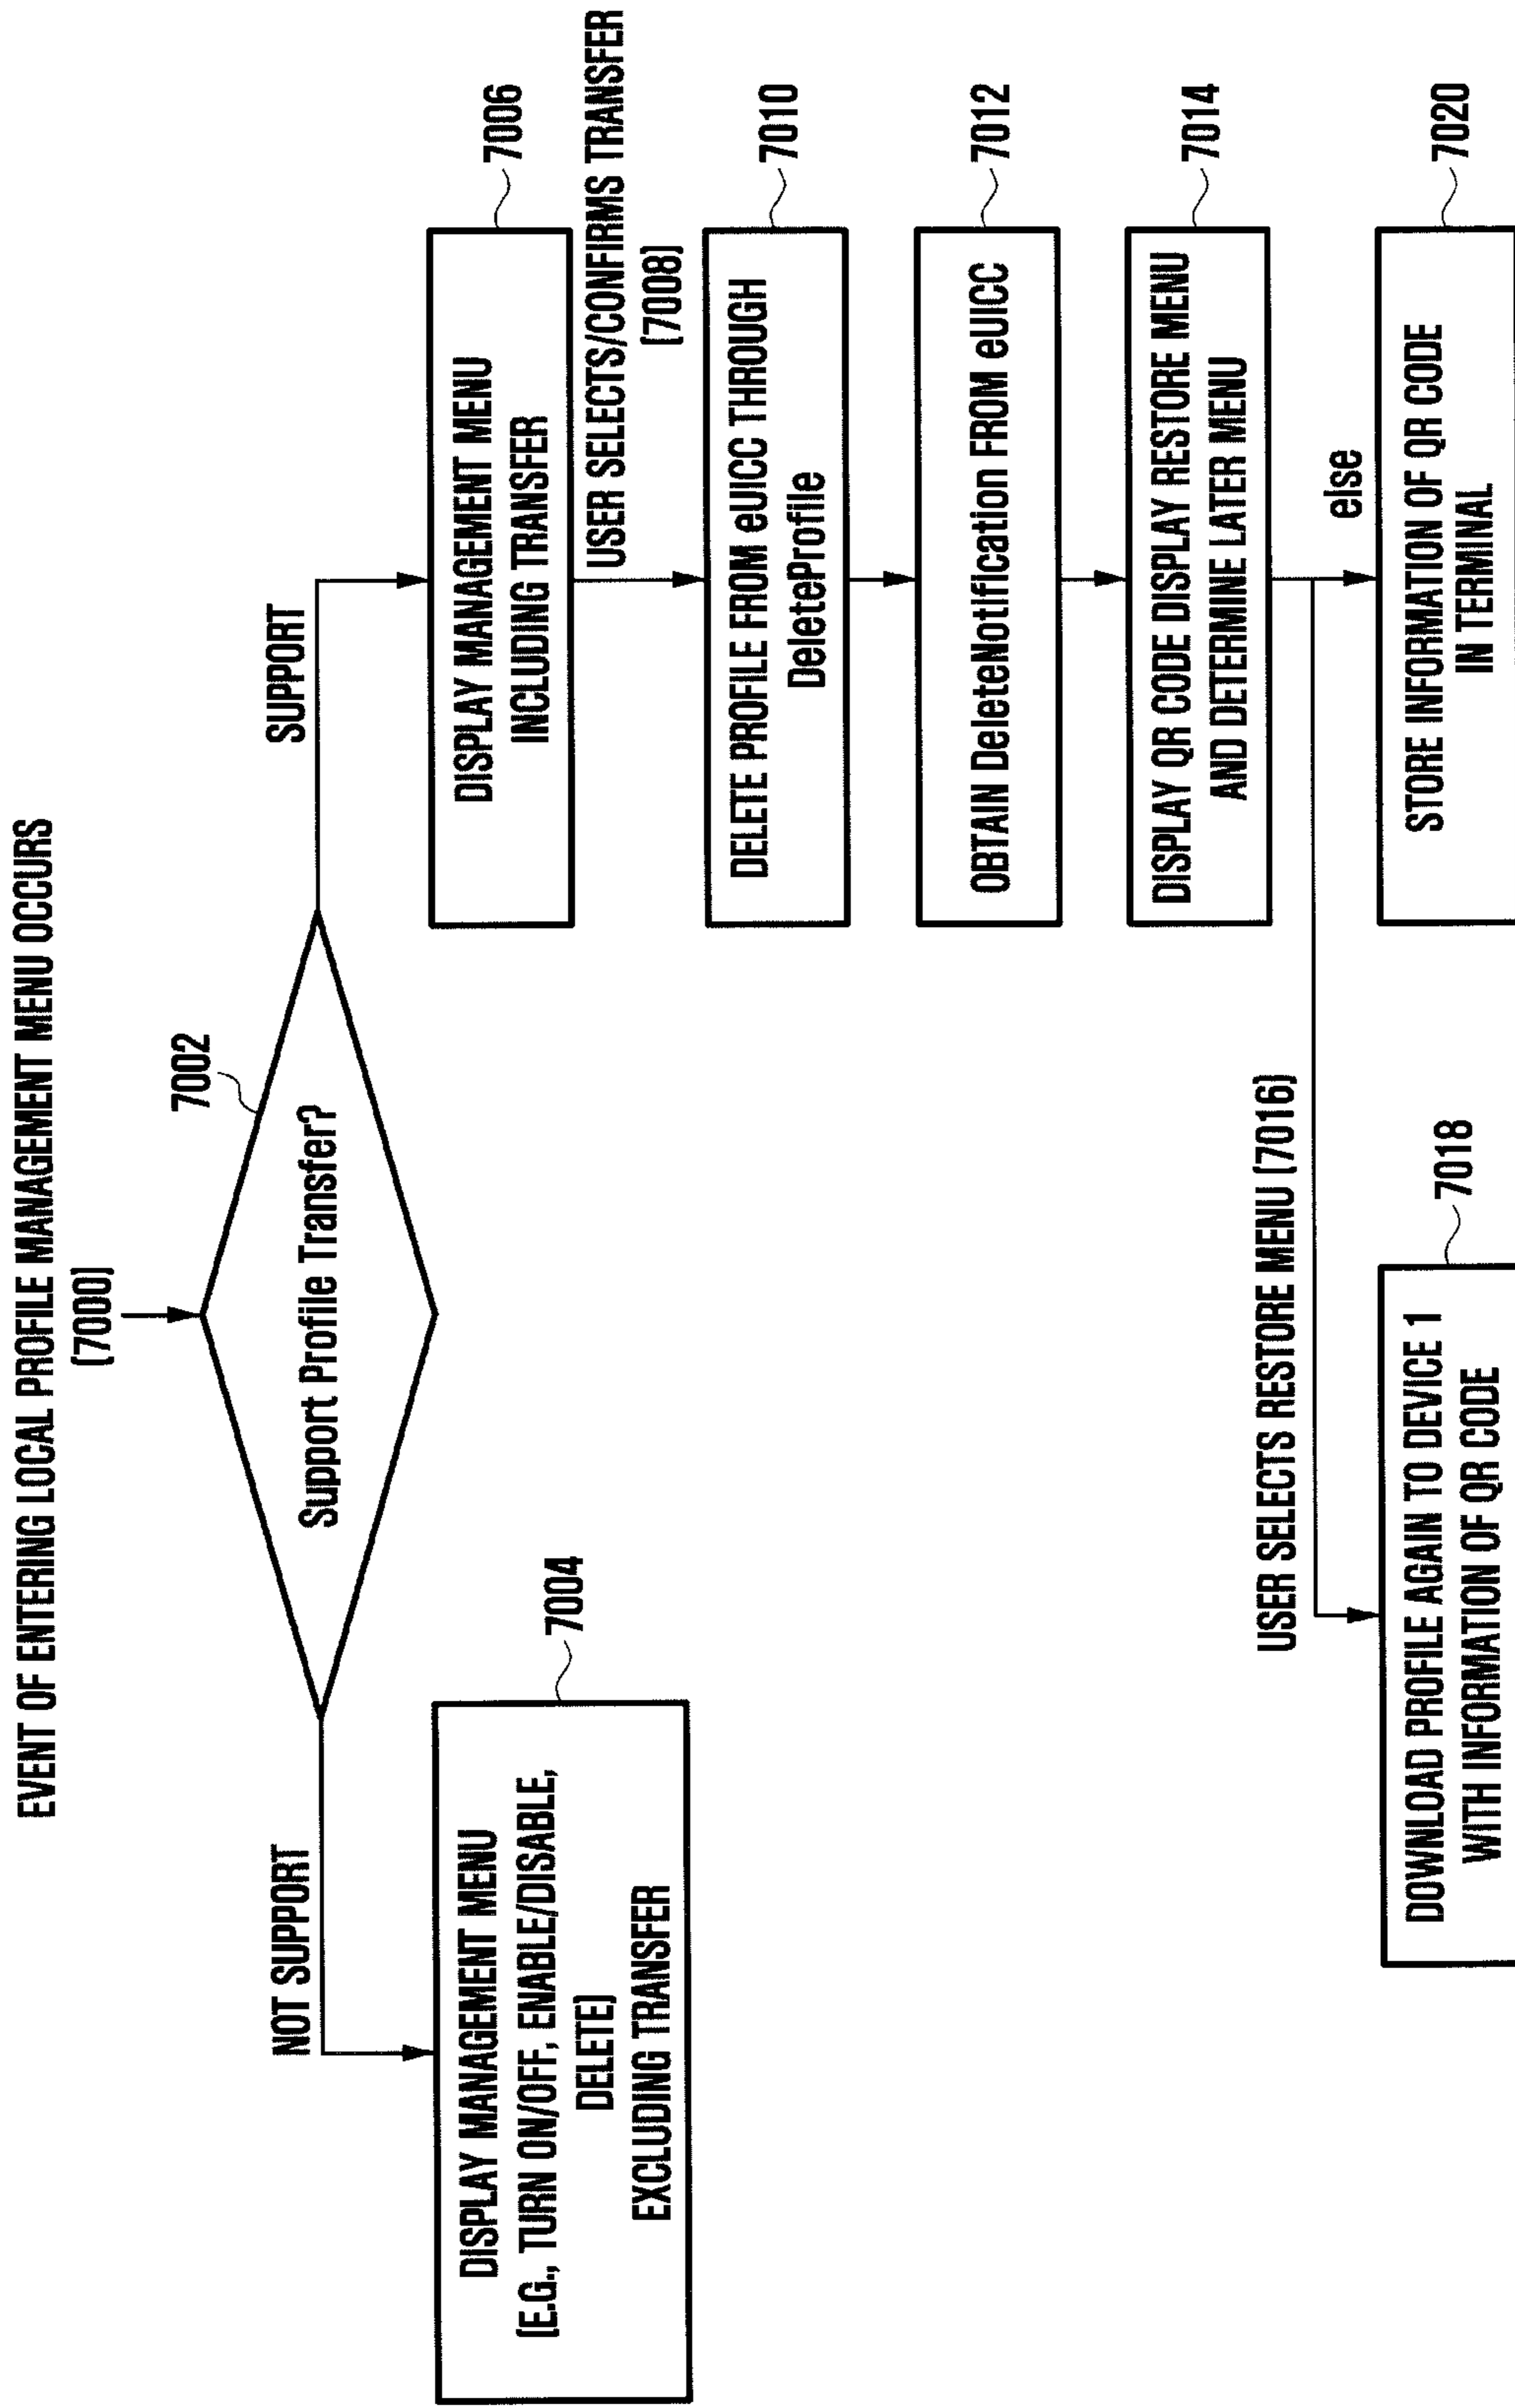 EVENT OF ENTERING LOCAL PROFILE MANAGEMENT MENU OCCURS
(7000)
7002
Support Profile Transfer?
NOT SUPPORT
SUPPORT
DISPLAY MANAGEMENT MENU
(E.G., TURN ON/OFF, ENABLE/DISABLE,
DELETE)
EXCLUDING TRANSFER
7004
DISPLAY MANAGEMENT MENU
INCLUDING TRANSFER
7006
USER SELECTS/CONFIRMS TRANSFER
(7008)
DELETE PROFILE FROM eUICC THROUGH
DeleteProfile
7010
OBTAIN DeleteNotification FROM eUICC
7012
DISPLAY QR CODE DISPLAY RESTORE MENU
AND DETERMINE LATER MENU
7014
USER SELECTS RESTORE MENU (7016)
else
DOWNLOAD PROFILE AGAIN TO DEVICE 1
WITH INFORMATION OF QR CODE
7018
STORE INFORMATION OF QR CODE
IN TERMINAL
7020